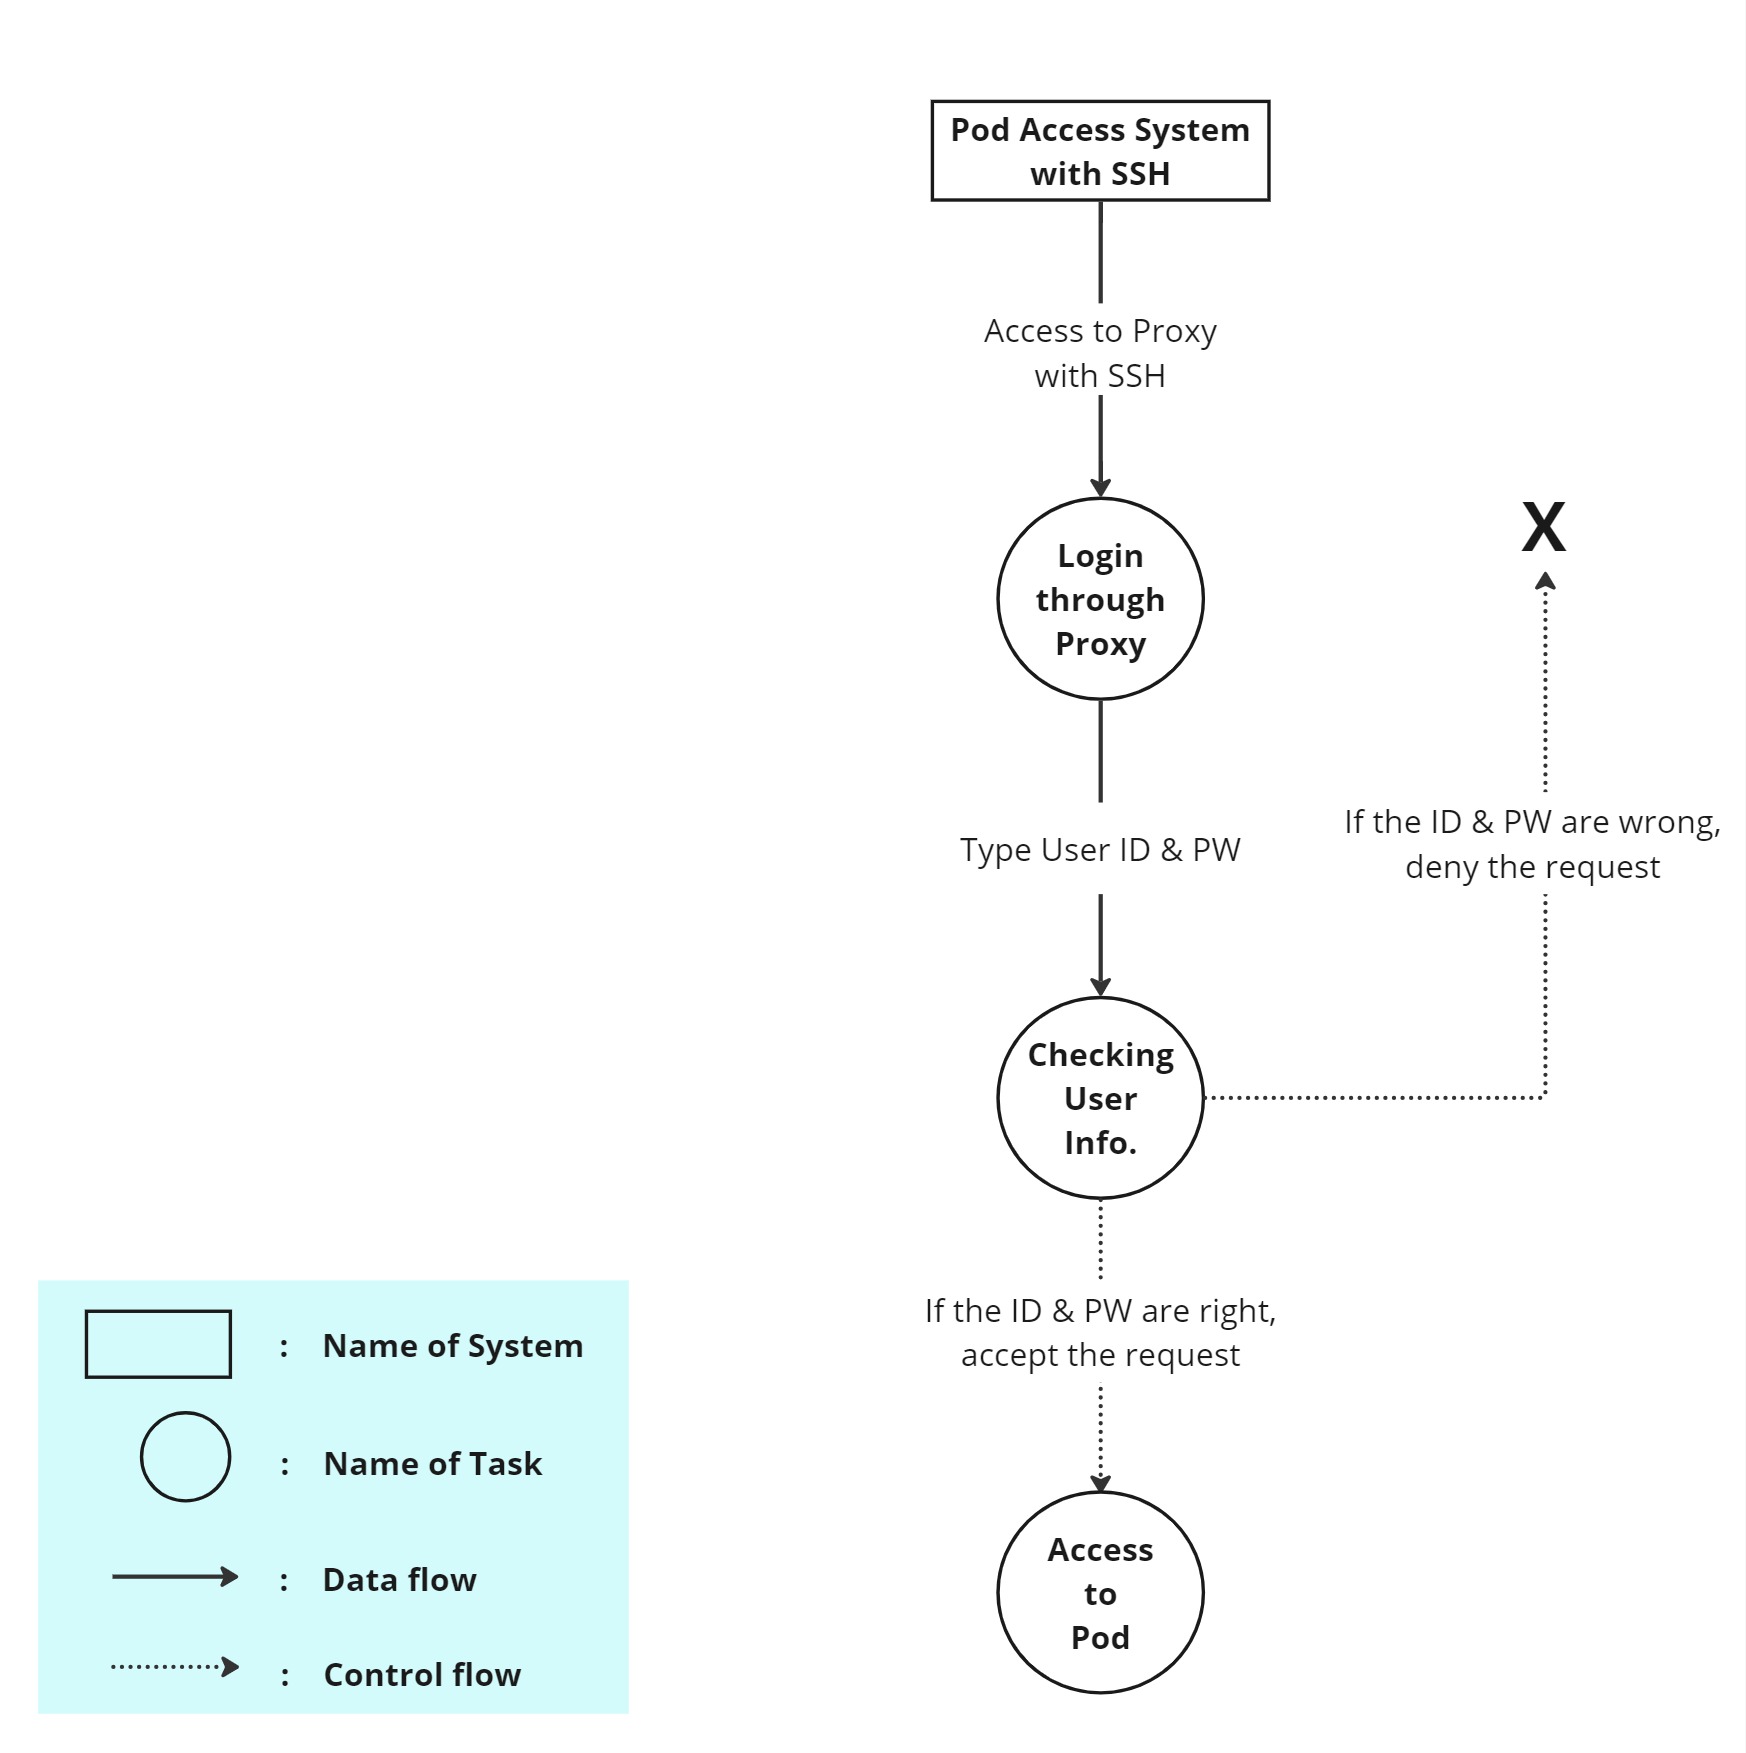 Pod Access System
with SSH
Access to Proxy
with SSH
Login
through
Proxy
X
Type User ID & PW
If the ID & PW are wrong,
deny the request
Checking
User
Info.
If the ID & PW are right,
accept the request
Access
to
Pod
: Name of System
: Name of Task
: Data flow
: Control flow